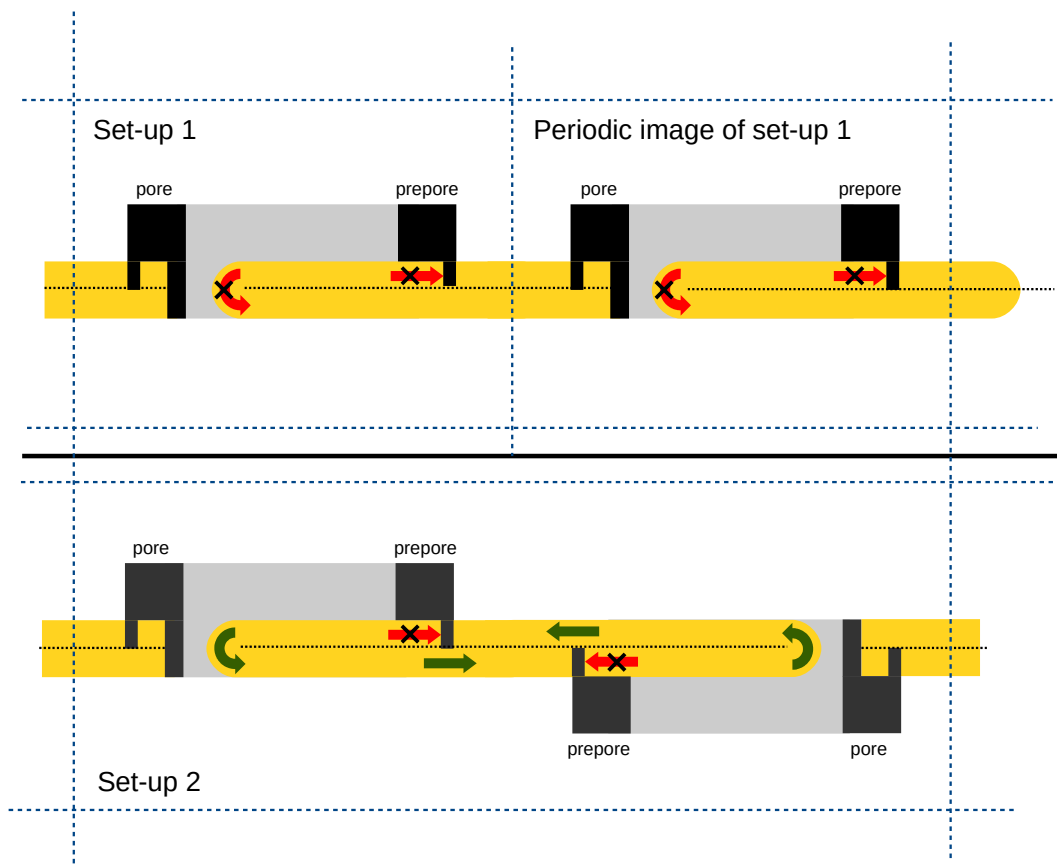 Set-up 1
Periodic image of set-up 1
pore
prepore
pore
prepore
pore
prepore
prepore
pore
Set-up 2